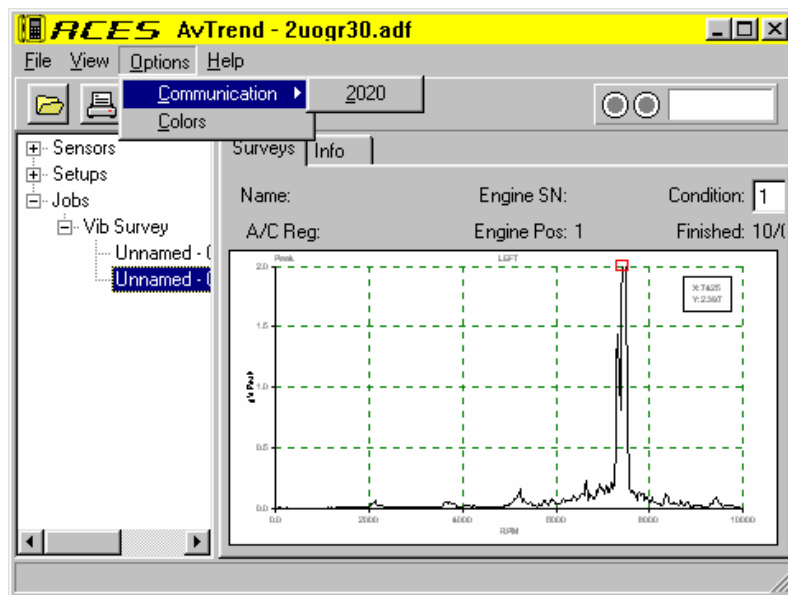 ACES AvTrend - 2uogr30.adf
File View Options Help
Communication 2020
Colors
Sensors
Setups
Jobs
Vib Survey
Unnamed - (
Unnamed - (
Surveys Info
Name: Engine SN: Condition: 1
A/C Reg: Engine Pos: 1 Finished: 10/(
Peak LEFT
X:7425
Y:2.367
2.0
1.5
1.0
0.5
0.0
g's Peak
0.0 2000 4000 6000 8000 10000
RPM